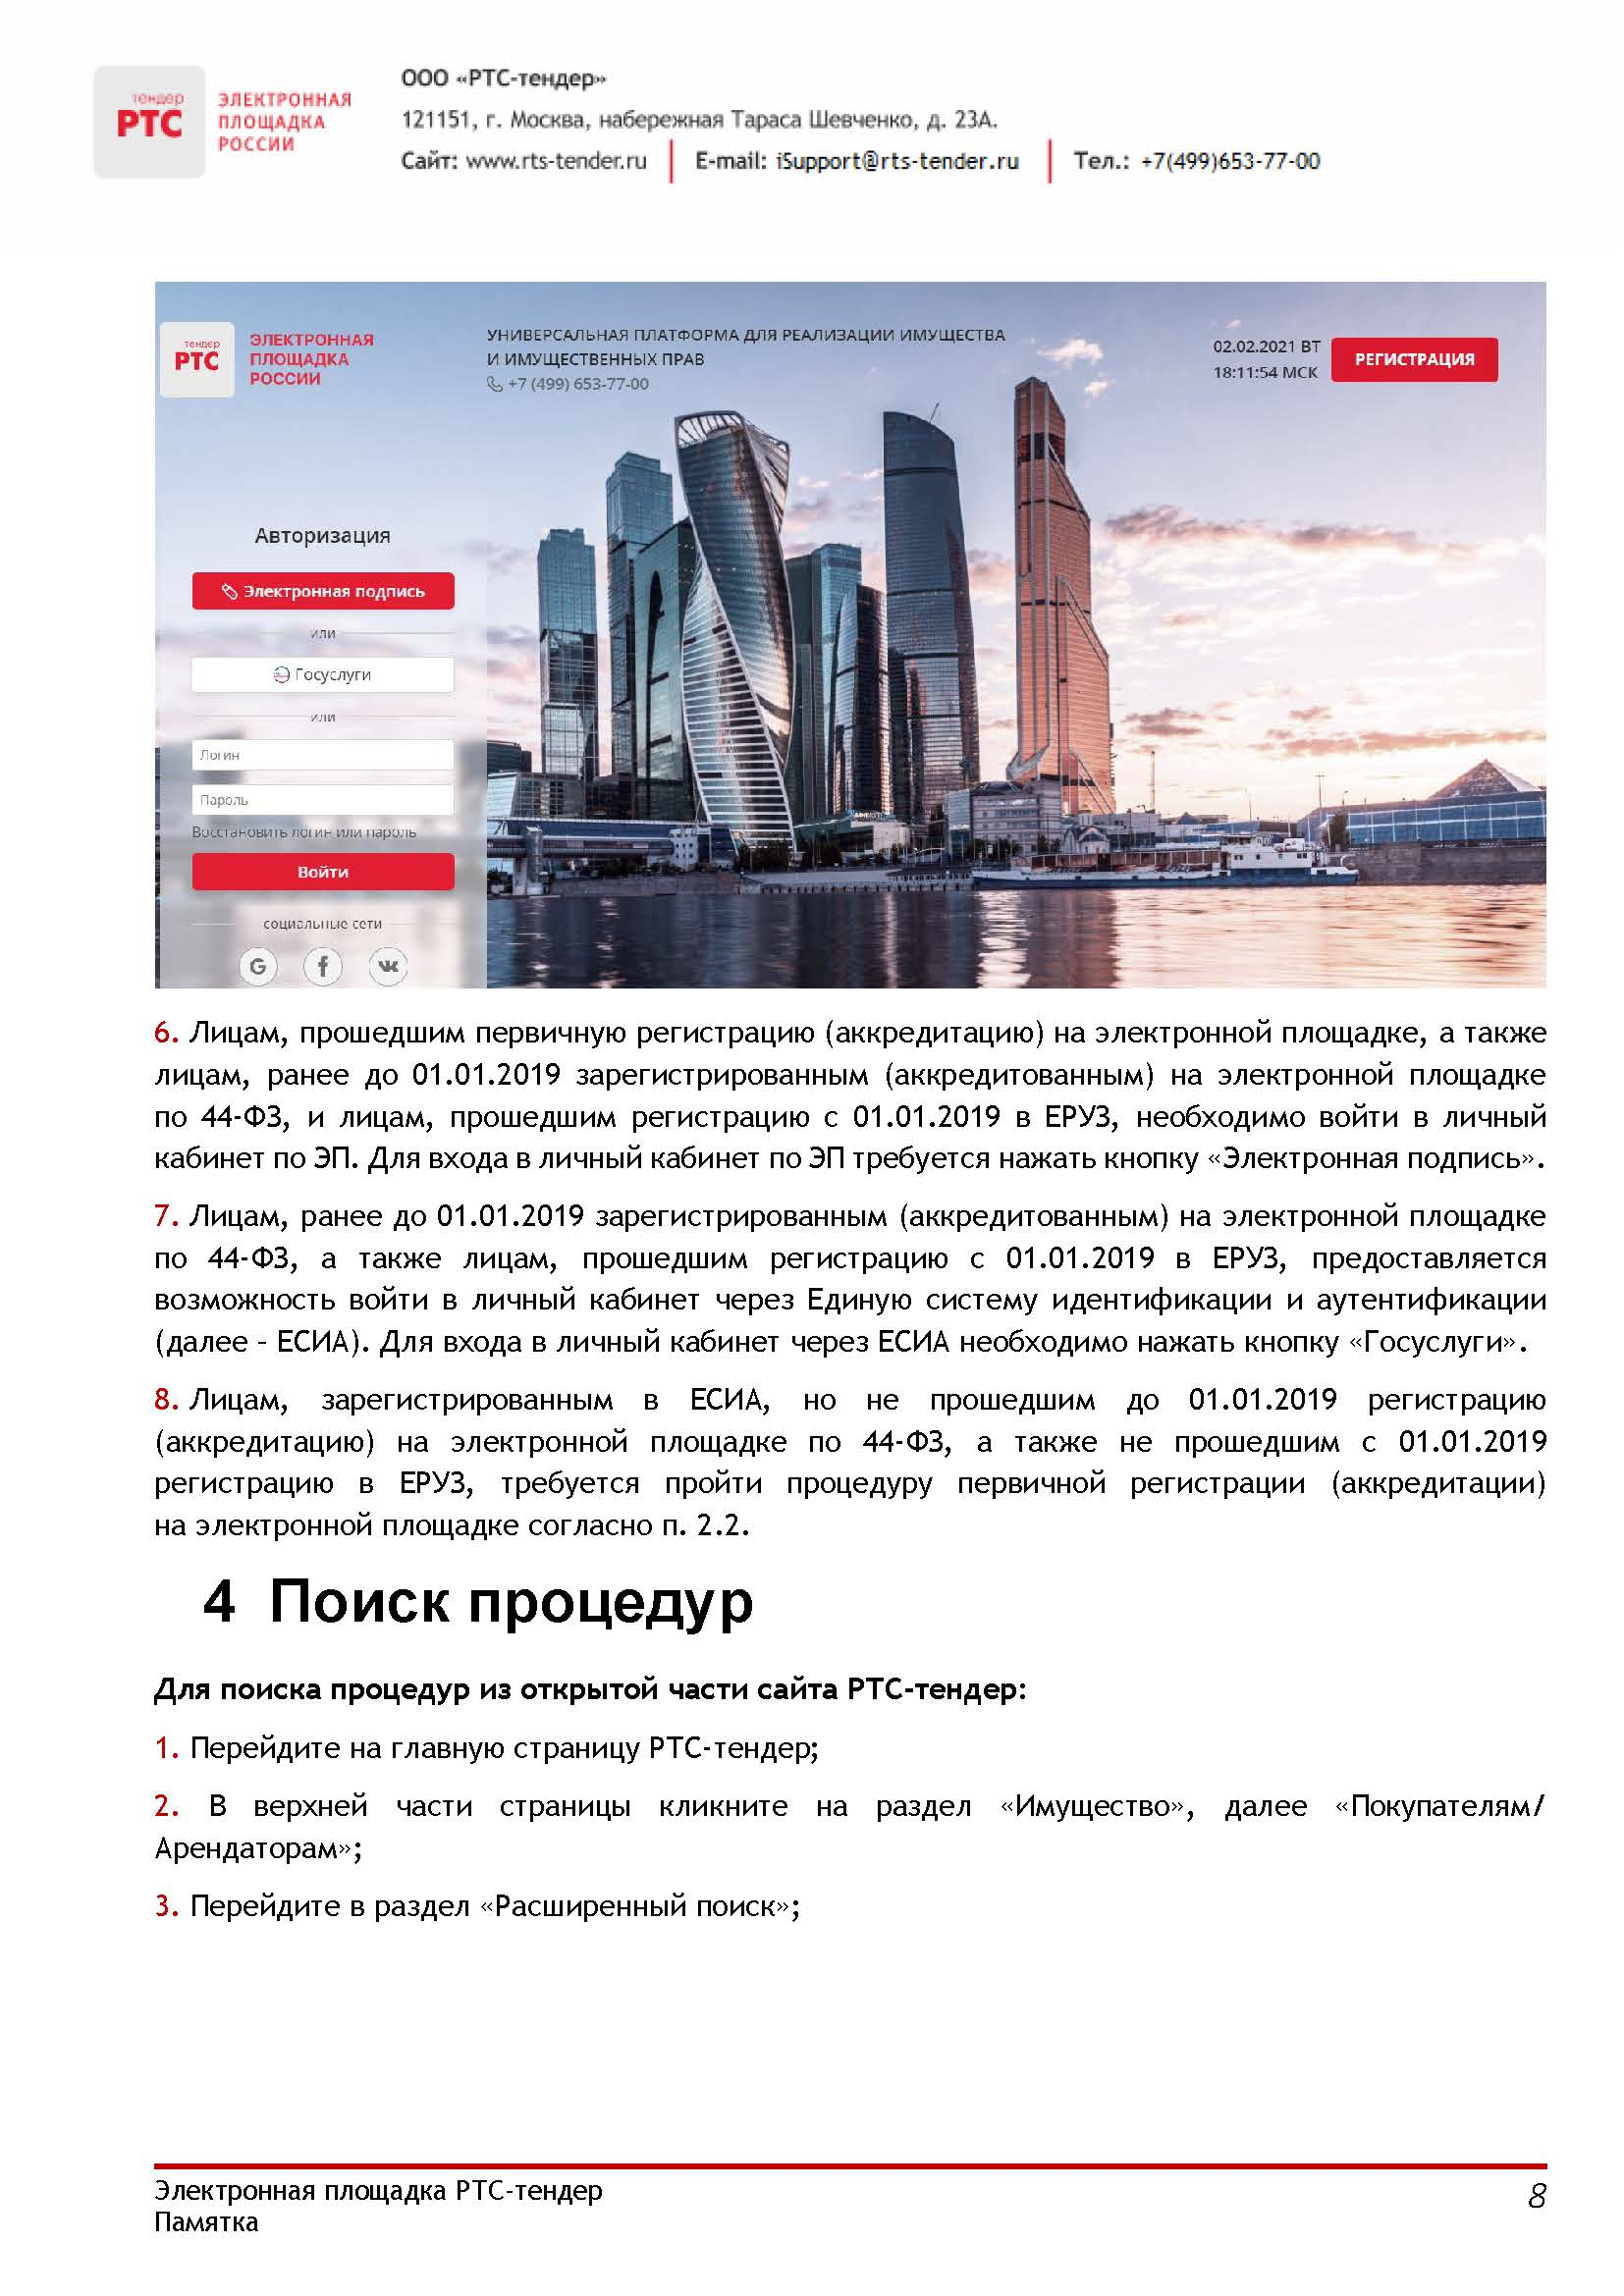 тендер
РТС
ЭЛЕКТРОННАЯ
ПЛОЩАДКА
РОССИИ
ООО «РТС-тендер»
121151, г. Москва, набережная Тараса Шевченко, д. 23А.
Сайт: www.rts-tender.ru
E-mail: iSupport@rts-tender.ru
Тел.: +7(499)653-77-00
тендер
РТС
ЭЛЕКТРОННАЯ
ПЛОЩАДКА
РОССИИ
УНИВЕРСАЛЬНАЯ ПЛАТФОРМА ДЛЯ РЕАЛИЗАЦИИ ИМУЩЕСТВА
И ИМУЩЕСТВЕННЫХ ПРАВ
+7 (499) 653-77-00
02.02.2021 ВТ
18:11:54 МСК
РЕГИСТРАЦИЯ
Авторизация
Электронная подпись
или
Госуслуги
или
Логин
Пароль
Восстановить логин или пароль
Войти
социальные сети
6. Лицам, прошедшим первичную регистрацию (аккредитацию) на электронной площадке, а также
лицам, ранее до 01.01.2019 зарегистрированным (аккредитованным) на электронной площадке
по 44-ФЗ, и лицам, прошедшим регистрацию с 01.01.2019 в ЕРУЗ, необходимо войти в личный
кабинет по ЭП. Для входа в личный кабинет по ЭП требуется нажать кнопку «Электронная подпись».
7. Лицам, ранее до 01.01.2019 зарегистрированным (аккредитованным) на электронной площадке
по 44-ФЗ, а также лицам, прошедшим регистрацию с 01.01.2019 в ЕРУЗ, предоставляется
возможность войти в личный кабинет через Единую систему идентификации и аутентификации
(далее – ЕСИА). Для входа в личный кабинет через ЕСИА необходимо нажать кнопку «Госуслуги».
8. Лицам, зарегистрированным в ЕСИА, но не прошедшим до 01.01.2019 регистрацию
(аккредитацию) на электронной площадке по 44-ФЗ, а также не прошедшим с 01.01.2019
регистрацию в ЕРУЗ, требуется пройти процедуру первичной регистрации (аккредитации)
на электронной площадке согласно п. 2.2.
4 Поиск процедур
Для поиска процедур из открытой части сайта РТС-тендер:
1. Перейдите на главную страницу РТС-тендер;
2. В верхней части страницы кликните на раздел «Имущество», далее «Покупателям/
Арендаторам»;
3. Перейдите в раздел «Расширенный поиск»;
Электронная площадка РТС-тендер
Памятка
8